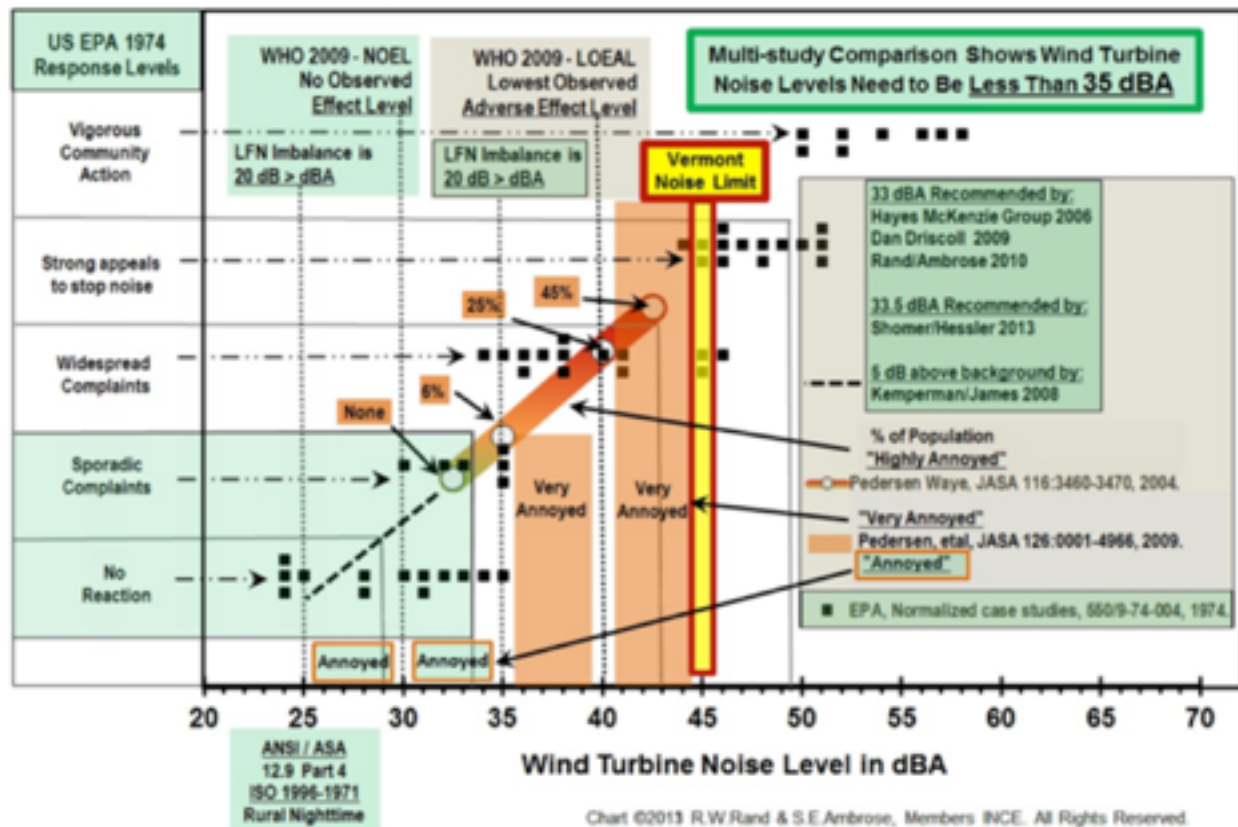 US EPA 1974
Response Levels
WHO 2009 - NOEL
No Observed
Effect Level
WHO 2009 - LOEAL
Lowest Observed
Adverse Effect Level
Multi-study Comparison Shows Wind Turbine
Noise Levels Need to Be Less Than 35 dBA
Vigorous
Community
Action
LFN Imbalance is
20 dB > dBA
LFN Imbalance is
20 dB > dBA
Vermont
Noise Limit
33 dBA Recommended by:
Hayes McKenzie Group 2006
Dan Driscoll 2009
Rand/Ambrose 2010
33.5 dBA Recommended by:
Shomer/Hessler 2013
5 dB above background by:
Kemperman/James 2008
Strong appeals
to stop noise
45%
25%
Widespread
Complaints
6%
None
% of Population
"Highly Annoyed"
Pedersen Waye, JASA 116:3460-3470, 2004.
Sporadic
Complaints
Very
Annoyed
Very
Annoyed
"Very Annoyed"
Pedersen, etal, JASA 126:0001-4966, 2009.
"Annoyed"
No
Reaction
EPA, Normalized case studies, 550/9-74-004, 1974.
Annoyed
Annoyed
20 25 30 35 40 45 50 55 60 65 70
ANSI / ASA
12.9 Part 4
ISO 1996-1971
Rural Nighttime
Wind Turbine Noise Level in dBA
Chart ©2013 R.W.Rand & S.E.Ambrose, Members INCE. All Rights Reserved.